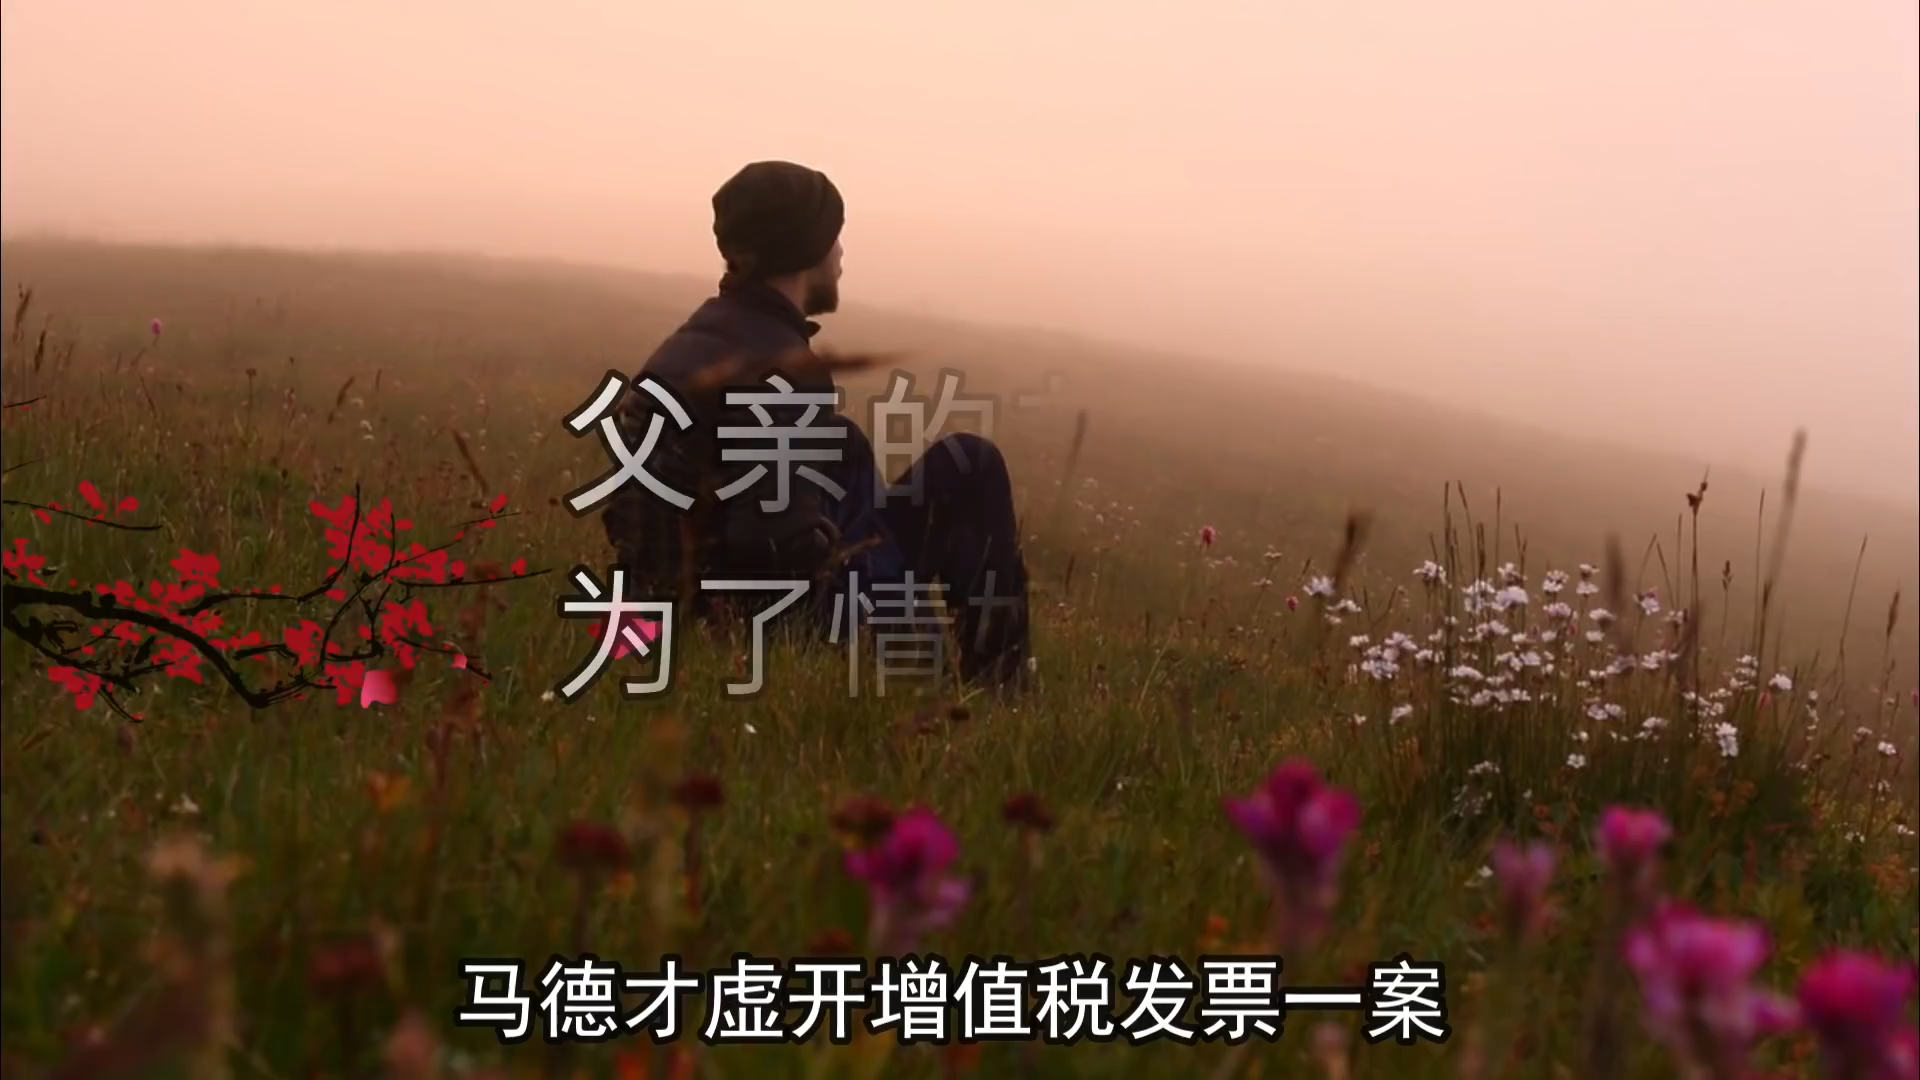 父亲的
为了情
马德才虚开增值税发票一案